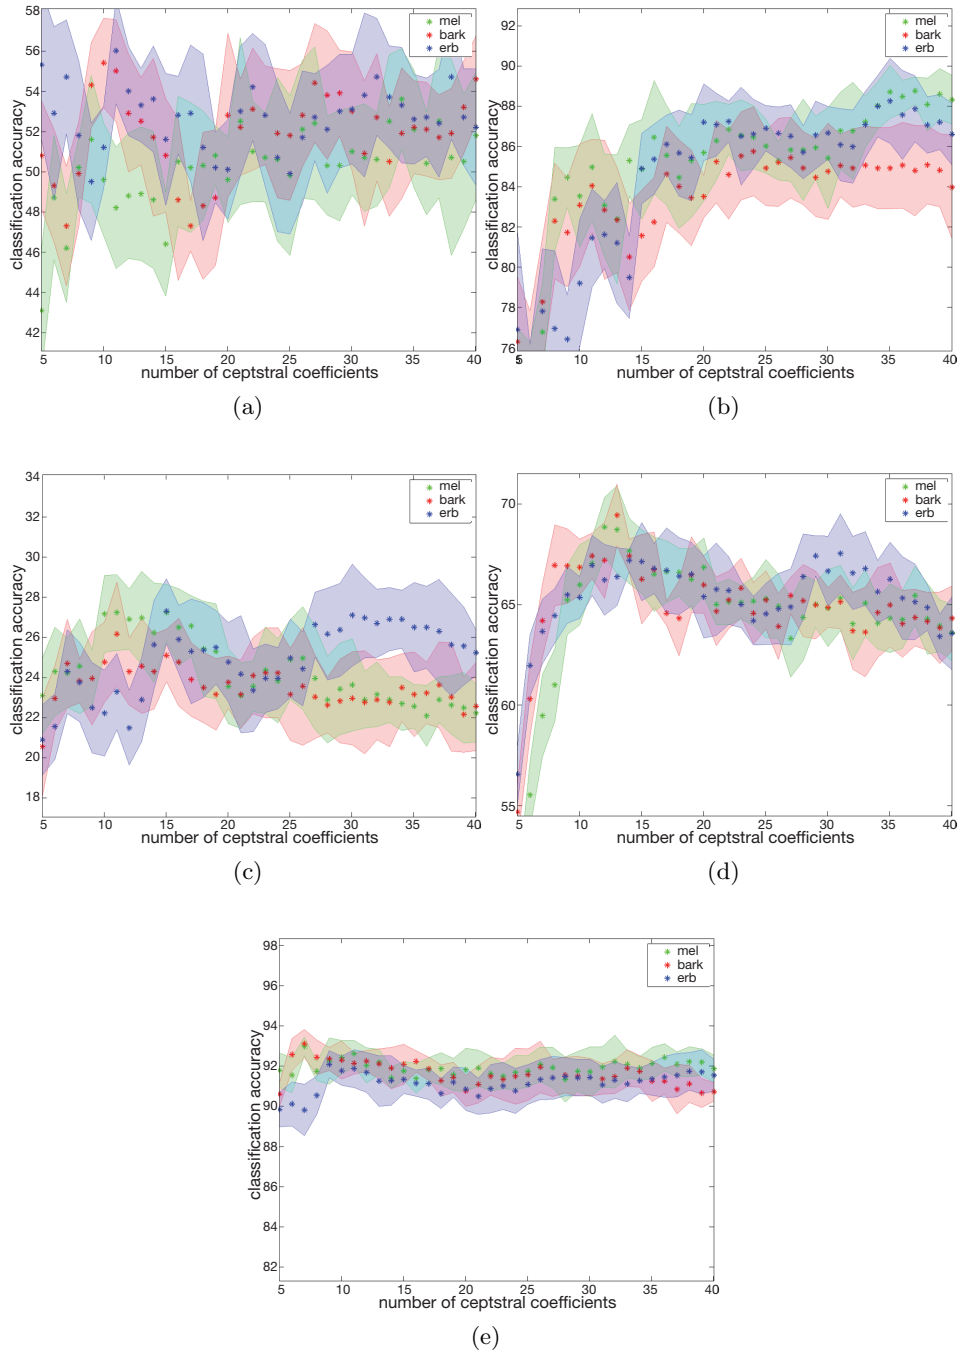 58
56
54
52
50
48
46
44
42
classification accuracy
mel
bark
erb
5 10 15 20 25 30 35 40
number of ceptstral coefficients
(a)
92
88
86
84
82
80
78
76
classification accuracy
mel
bark
erb
5 10 15 20 25 30 35 40
number of ceptstral coefficients
(b)
34
32
30
28
26
24
22
20
18
classification accuracy
mel
bark
erb
5 10 15 20 25 30 35 40
number of ceptstral coefficients
(c)
70
65
60
55
classification accuracy
mel
bark
erb
5 10 15 20 25 30 35 40
number of ceptstral coefficients
(d)
98
96
94
92
90
88
86
84
82
classification accuracy
mel
bark
erb
5 10 15 20 25 30 35 40
number of ceptstral coefficients
(e)